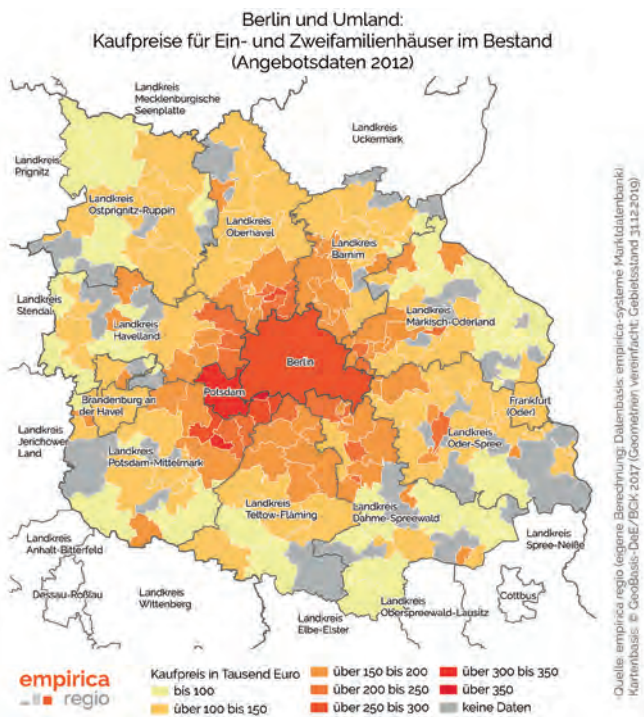 Berlin und Umland:
Kaufpreise für Ein- und Zweifamilienhäuser im Bestand
(Angebotsdaten 2012)
Landkreis
Mecklenburgische
Seenplatte
Landkreis
Uckermark
Landkreis
Prignitz
Landkreis
Ostprignitz-Ruppin
Landkreis
Oberhavel
Landkreis
Barnim
Landkreis
Stendal
Landkreis
Havelland
Landkreis
Märkisch-Oderland
Berlin
Potsdam
Brandenburg an
der Havel
Frankfurt
(Oder)
Landkreis
Jerichower
Land
Landkreis
Potsdam-Mittelmark
Landkreis
Oder-Spree
Landkreis
Teltow-Fläming
Landkreis
Dahme-Spreewald
Landkreis
Anhalt-Bitterfeld
Landkreis
Spree-Neiße
Dessau-Roßlau
Landkreis
Wittenberg
Landkreis
Elbe-Elster
Landkreis
Oberspreewald-Lausitz
Cottbus
empirica
regio
Kaufpreis in Tausend Euro
bis 100
über 100 bis 150
über 150 bis 200
über 200 bis 250
über 250 bis 300
über 300 bis 350
über 350
keine Daten
Quelle: empirica regio (eigene Berechnung; Datenbasis: empirica-systeme Marktdatenbank);
Kartenbasis: © GeoBasis-DE / BKG 2017 (Geometrien vereinfacht, Gebietsstand 31.12.2019)